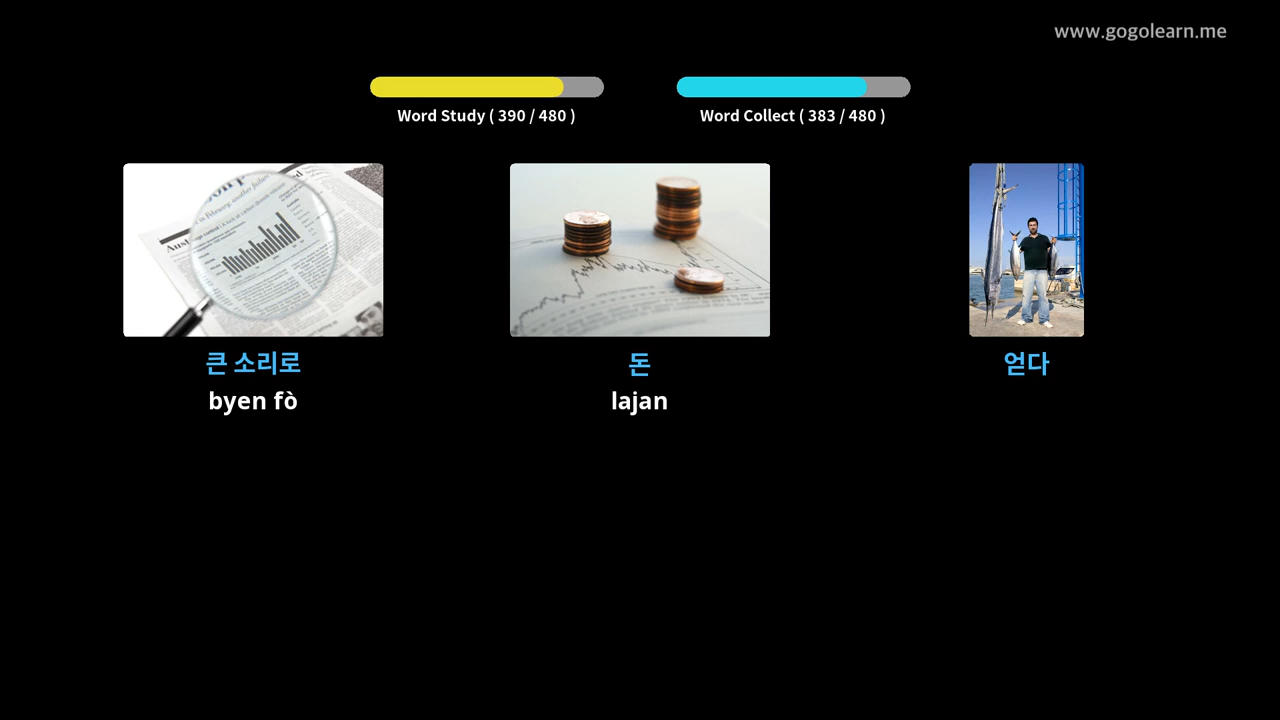 www.gogolearn.me
Word Study ( 390 / 480 )
Word Collect ( 383 / 480 )
큰 소리로
byen fò
돈
lajan
얻다